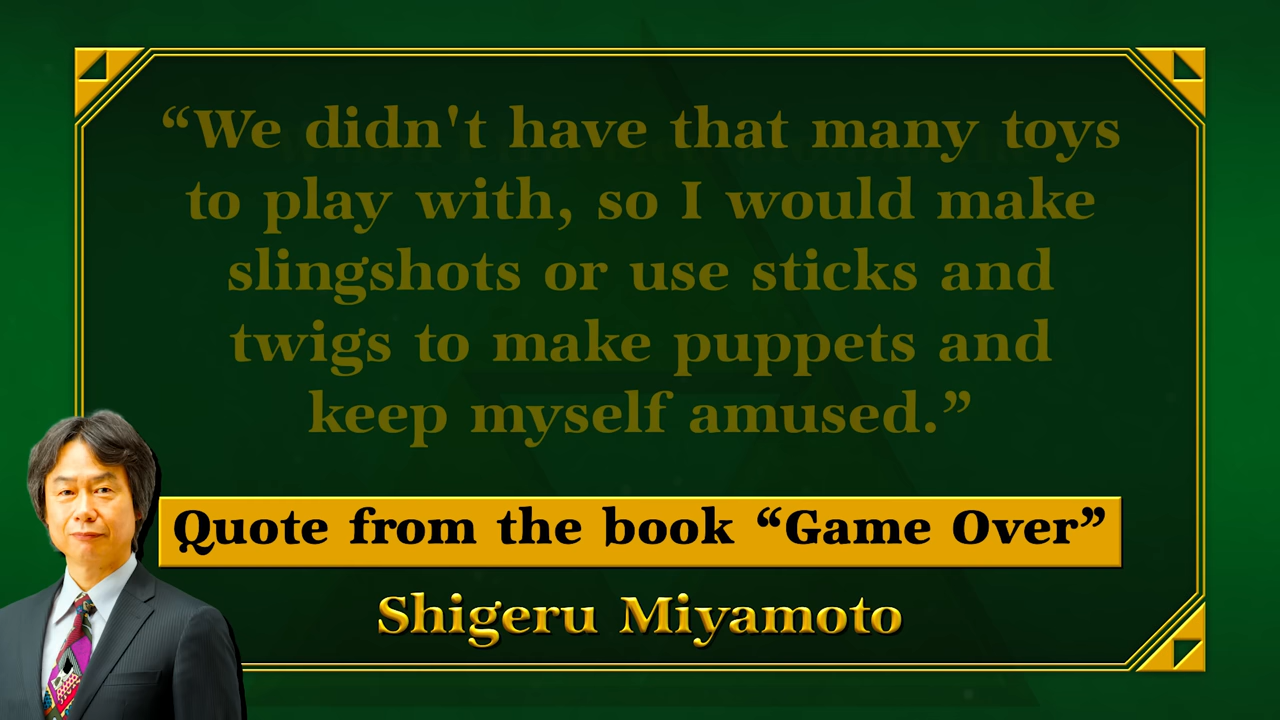 “We didn't have that many toys
to play with, so I would make
slingshots or use sticks and
twigs to make puppets and
keep myself amused.”
Quote from the book “Game Over”
Shigeru Miyamoto